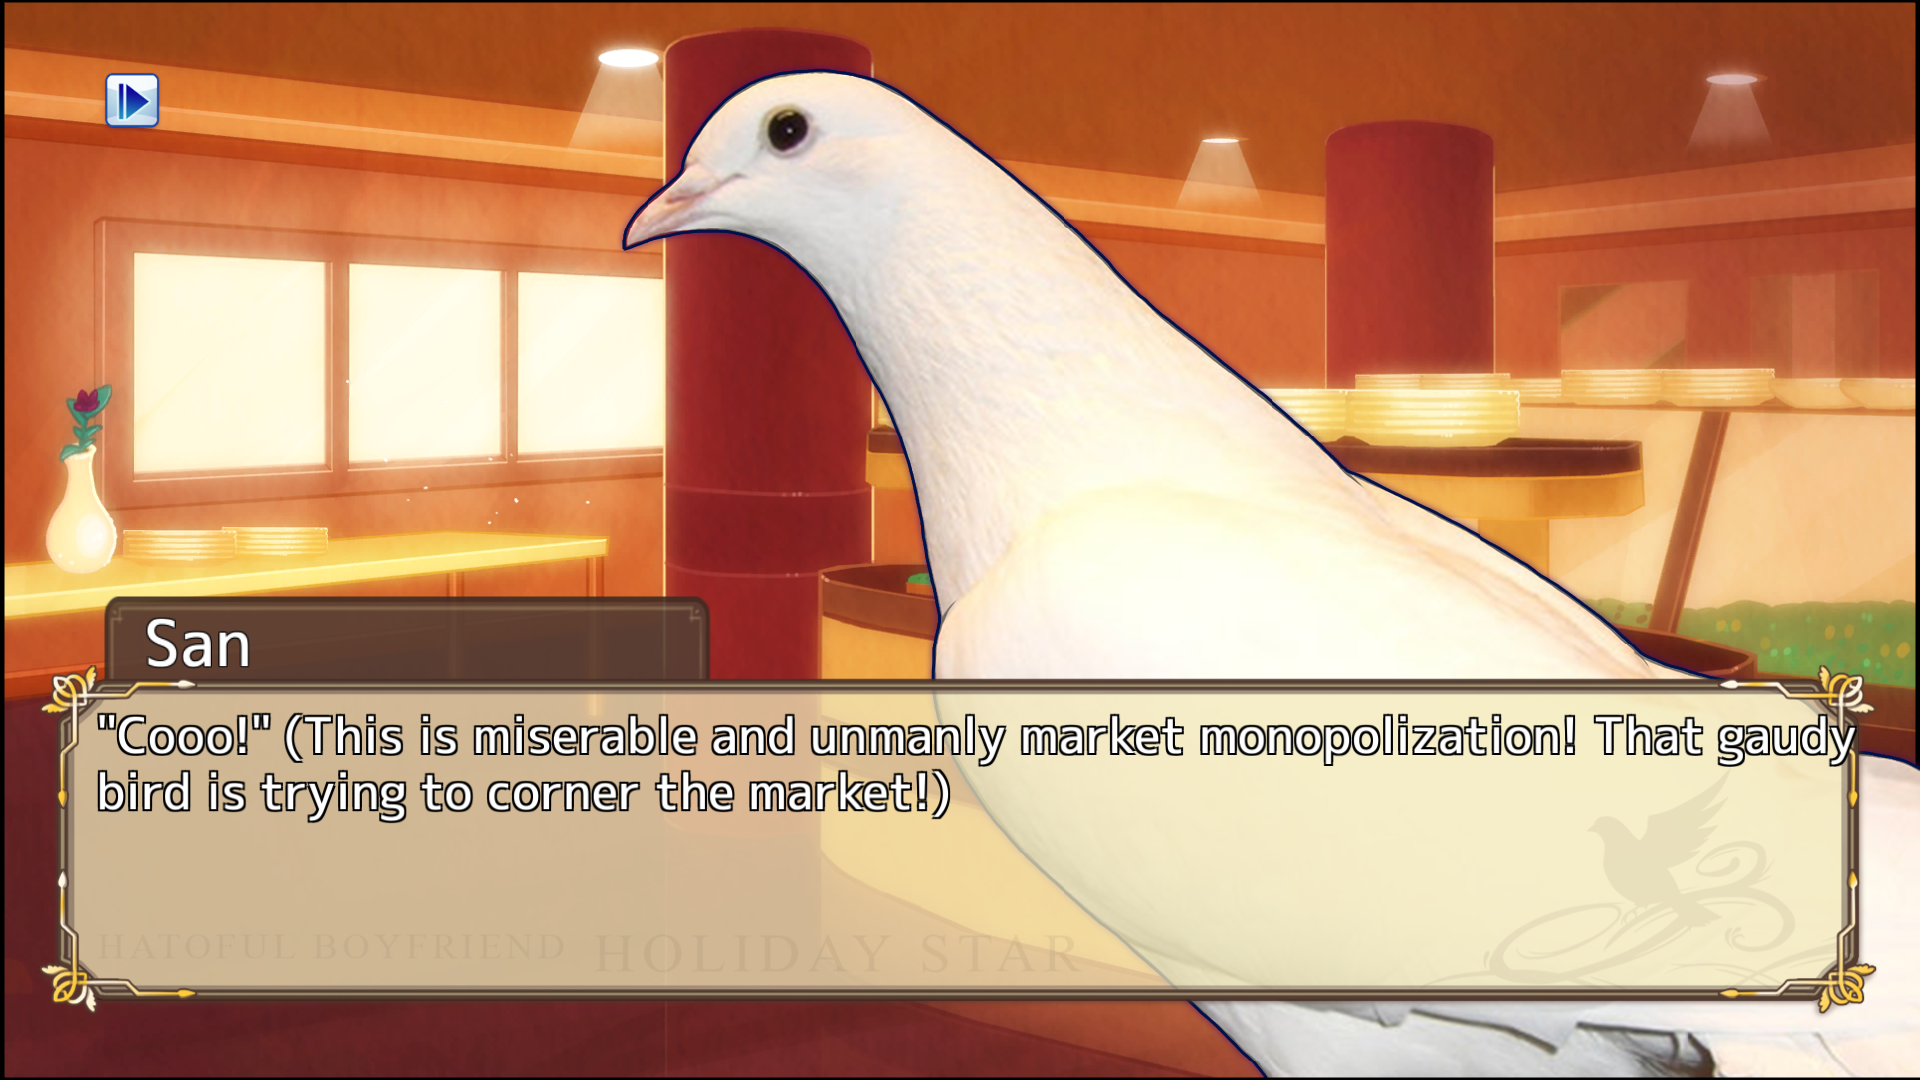 San
"Cooo!" (This is miserable and unmanly market monopolization! That gaudy
bird is trying to corner the market!)
HATOFUL BOYFRIEND HOLIDAY STAR